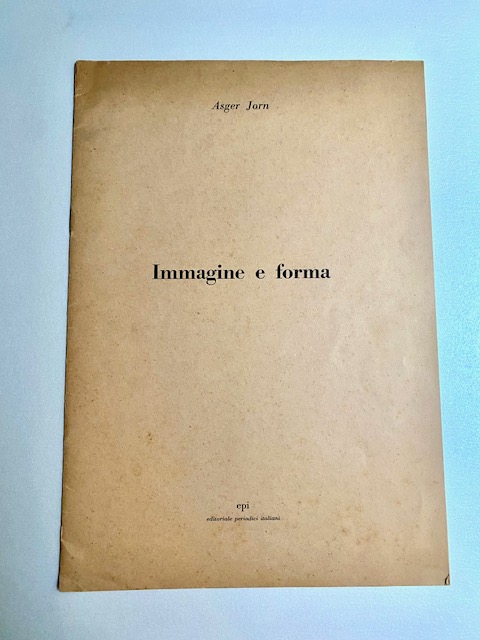 Asger Jorn
Immagine e forma
epi
editoriale periodici italiani